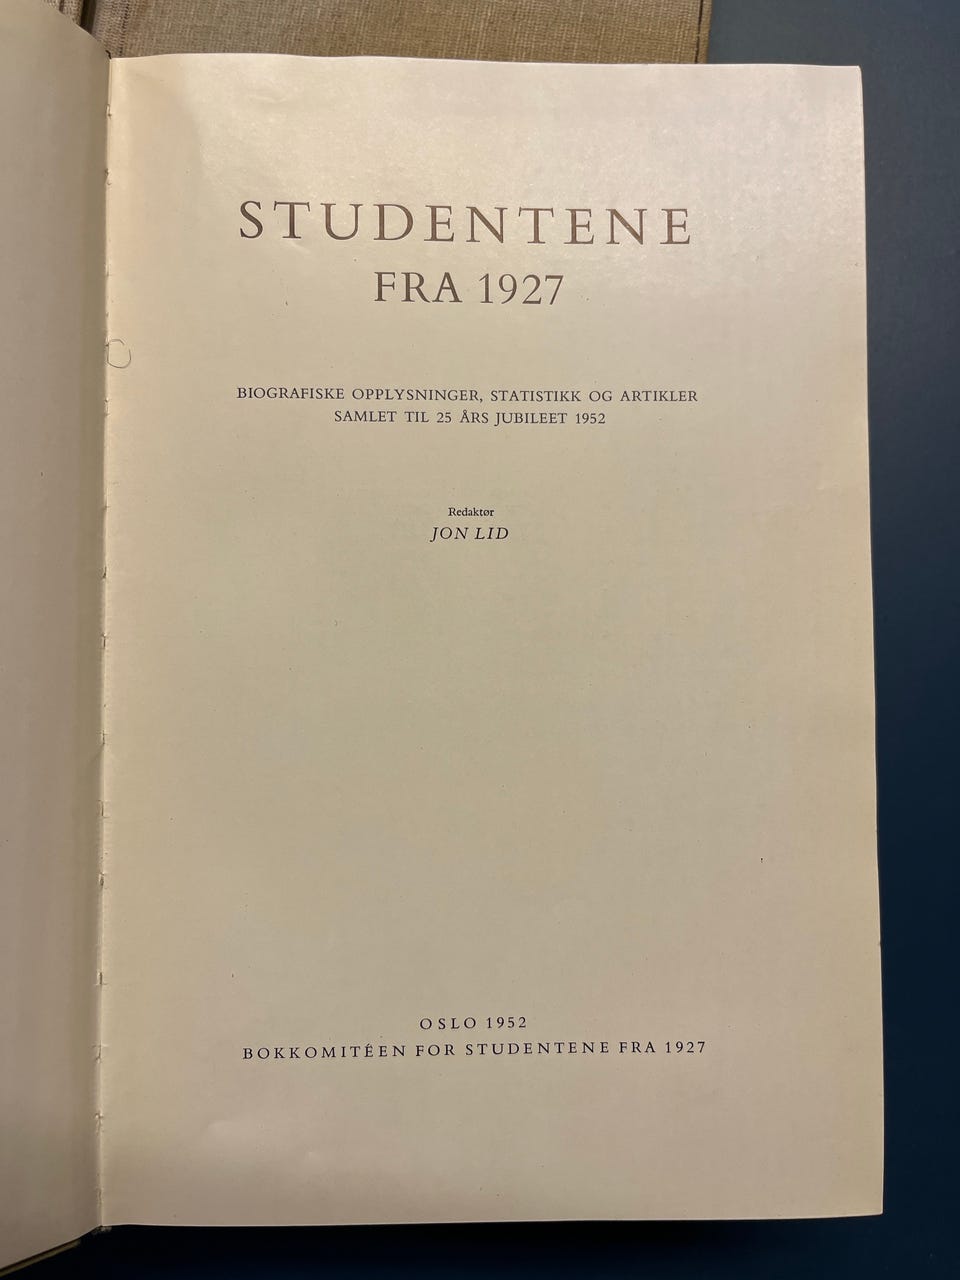 STUDENTENE
FRA 1927
BIOGRAFISKE OPPLYSNINGER, STATISTIKK OG ARTIKLER
SAMLET TIL 25 ÅRS JUBILEET 1952
Redaktør
JON LID
OSLO 1952
BOKKOMITÉEN FOR STUDENTENE FRA 1927